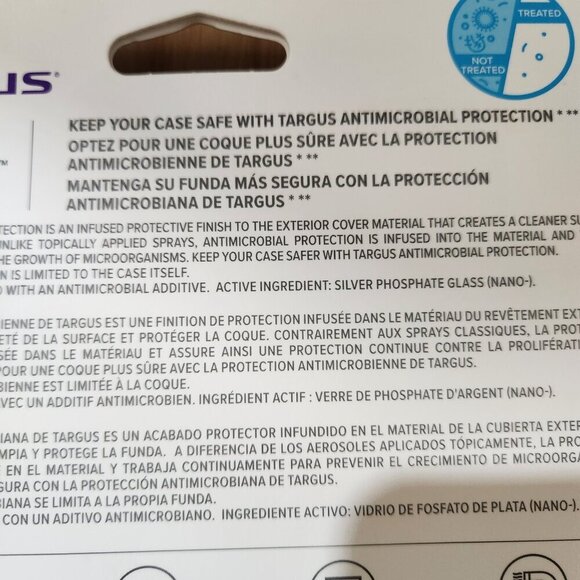 TREATED
NOT
TREATED
US®
™
KEEP YOUR CASE SAFE WITH TARGUS ANTIMICROBIAL PROTECTION * **
OPTEZ POUR UNE COQUE PLUS SÛRE AVEC LA PROTECTION
ANTIMICROBIENNE DE TARGUS * **
MANTENGA SU FUNDA MÁS SEGURA CON LA PROTECCIÓN
ANTIMICROBIANA DE TARGUS * **
TECTION IS AN INFUSED PROTECTIVE FINISH TO THE EXTERIOR COVER MATERIAL THAT CREATES A CLEANER SU
UNLIKE TOPICALLY APPLIED SPRAYS, ANTIMICROBIAL PROTECTION IS INFUSED INTO THE MATERIAL AND
HE GROWTH OF MICROORGANISMS. KEEP YOUR CASE SAFER WITH TARGUS ANTIMICROBIAL PROTECTION.
N IS LIMITED TO THE CASE ITSELF.
D WITH AN ANTIMICROBIAL ADDITIVE. ACTIVE INGREDIENT: SILVER PHOSPHATE GLASS (NANO-).
IENNE DE TARGUS EST UNE FINITION DE PROTECTION INFUSÉE DANS LE MATÉRIAU DU REVÊTEMENT EXT
ETÉ DE LA SURFACE ET PROTÉGER LA COQUE. CONTRAIREMENT AUX SPRAYS CLASSIQUES, LA PROT
SÉE DANS LE MATÉRIAU ET ASSURE AINSI UNE PROTECTION CONTINUE CONTRE LA PROLIFÉRATI
POUR UNE COQUE PLUS SÛRE AVEC LA PROTECTION ANTIMICROBIENNE DE TARGUS.
BIENNE EST LIMITÉE À LA COQUE.
AVEC UN ADDITIF ANTIMICROBIEN. INGRÉDIENT ACTIF : VERRE DE PHOSPHATE D'ARGENT (NANO-).
BIANA DE TARGUS ES UN ACABADO PROTECTOR INFUNDIDO EN EL MATERIAL DE LA CUBIERTA EXTER
MPIA Y PROTEGE LA FUNDA. A DIFERENCIA DE LOS AEROSOLES APLICADOS TÓPICAMENTE, LA PRO
E EN EL MATERIAL Y TRABAJA CONTINUAMENTE PARA PREVENIR EL CRECIMIENTO DE MICROORGA
GURA CON LA PROTECCIÓN ANTIMICROBIANA DE TARGUS.
BIANA SE LIMITA A LA PROPIA FUNDA.
CON UN ADITIVO ANTIMICROBIANO. INGREDIENTE ACTIVO: VIDRIO DE FOSFATO DE PLATA (NANO-).